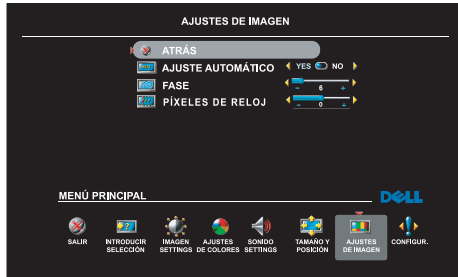 AJUSTES DE IMAGEN
ATRÁS
AJUSTE AUTOMÁTICO YES NO
FASE - 6 +
PÍXELES DE RELOJ - 0 +
MENÚ PRINCIPAL
DELL
SALIR
INTRODUCIR
SELECCIÓN
IMAGEN
SETTINGS
AJUSTES
DE COLORES
SONIDO
SETTINGS
TAMAÑO Y
POSICIÓN
AJUSTES
DE IMAGEN
CONFIGUR.